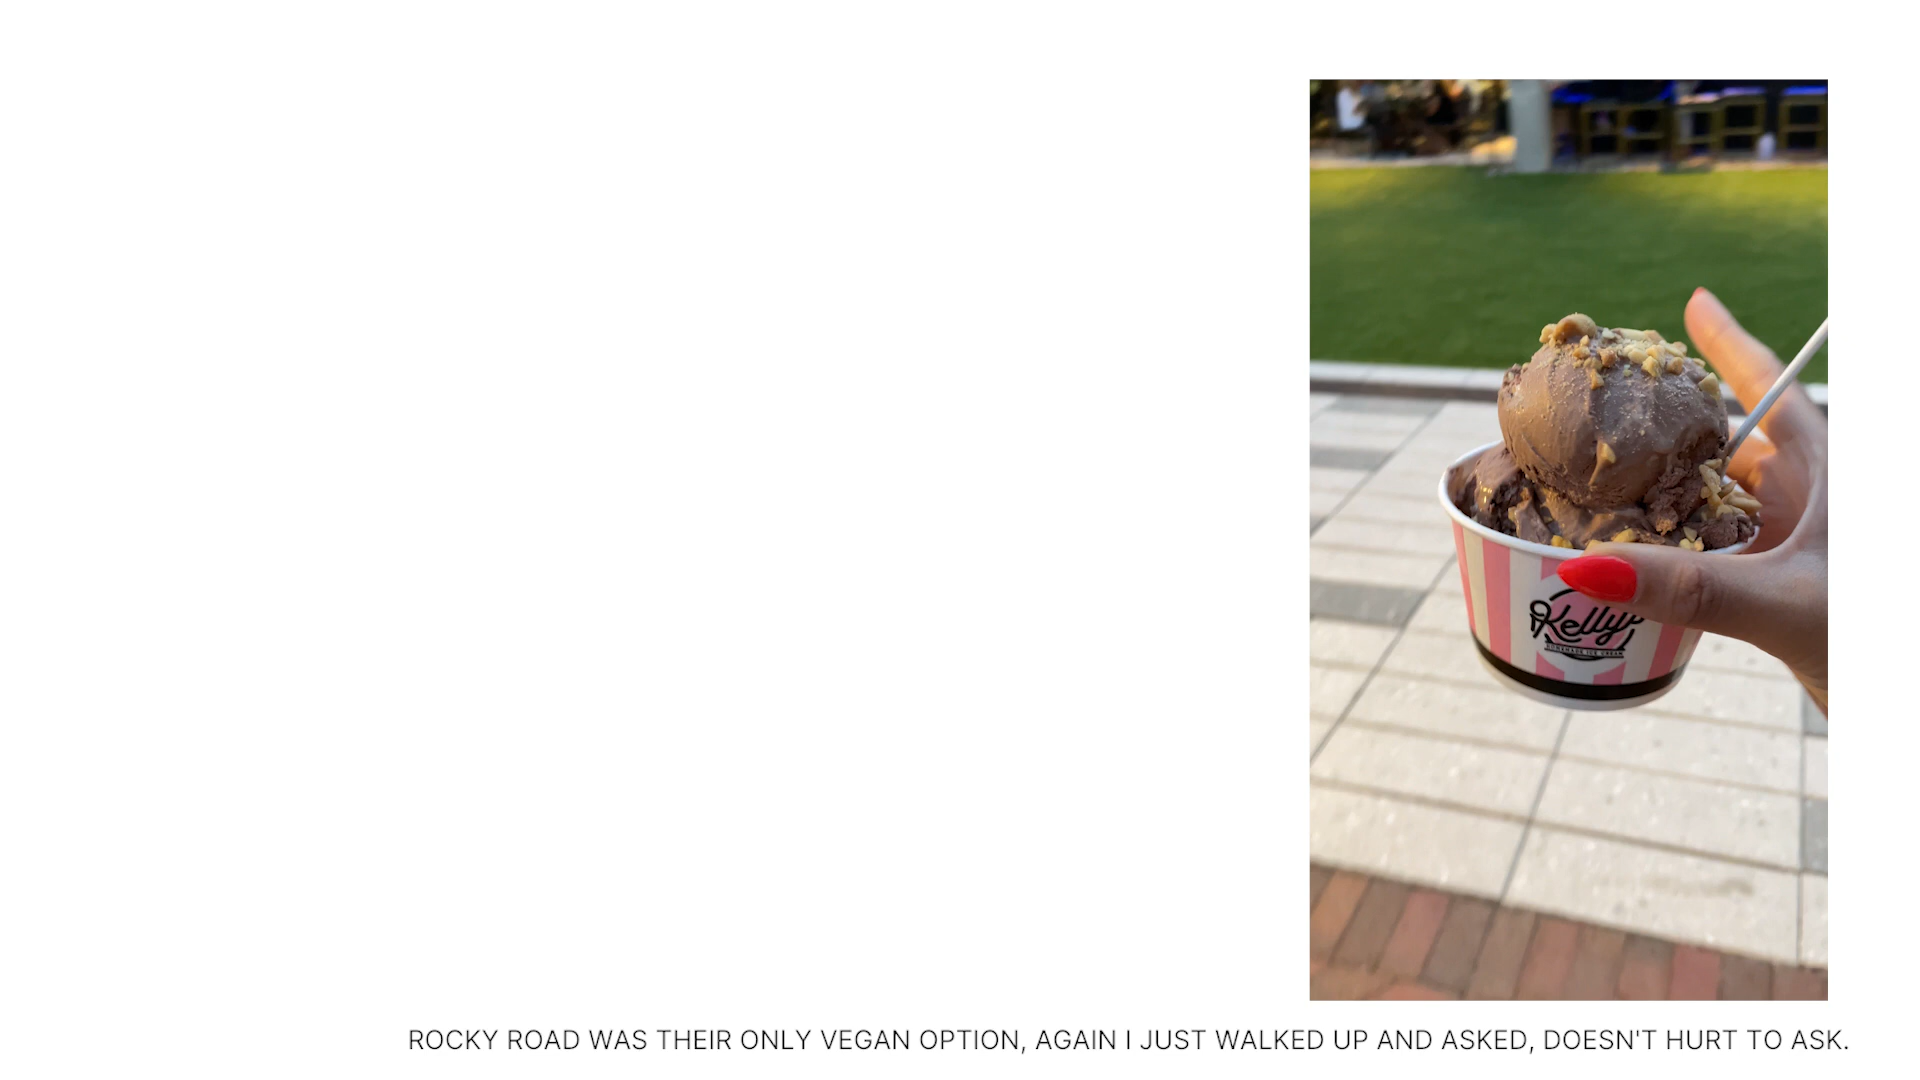 Kelly's
HOMEMADE ICE CREAM
ROCKY ROAD WAS THEIR ONLY VEGAN OPTION, AGAIN I JUST WALKED UP AND ASKED, DOESN'T HURT TO ASK.